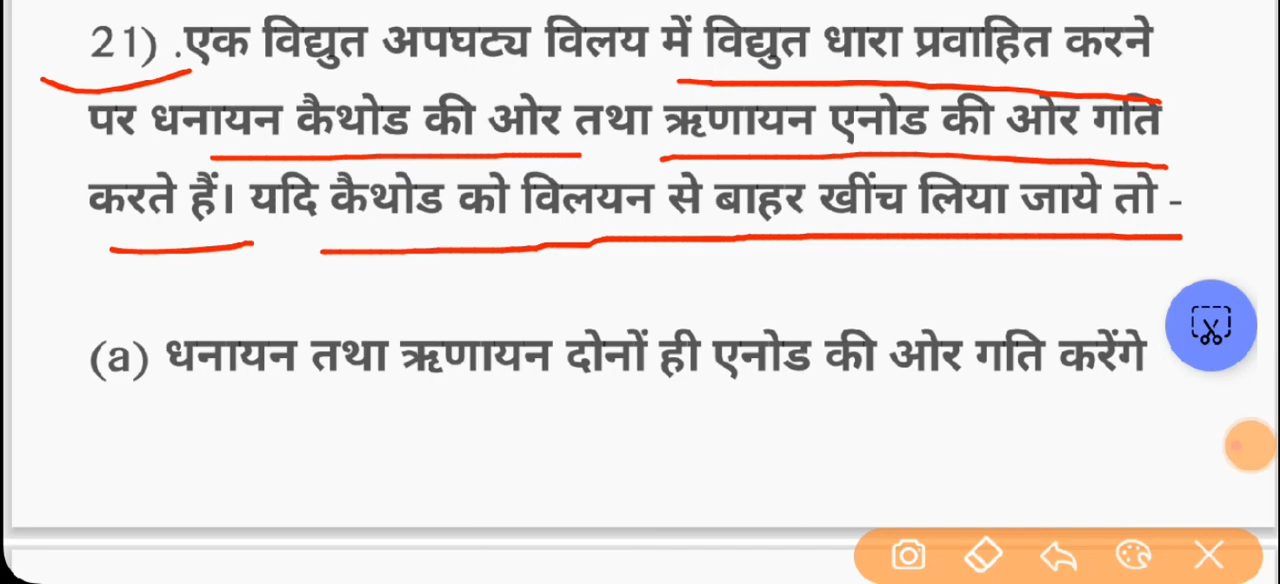 21) .एक विद्युत अपघट्य विलय में विद्युत धारा प्रवाहित करने
पर धनायन कैथोड की ओर तथा ऋणायन एनोड की ओर गति
करते हैं। यदि कैथोड को विलयन से बाहर खींच लिया जाये तो -
(a) धनायन तथा ऋणायन दोनों ही एनोड की ओर गति करेंगे